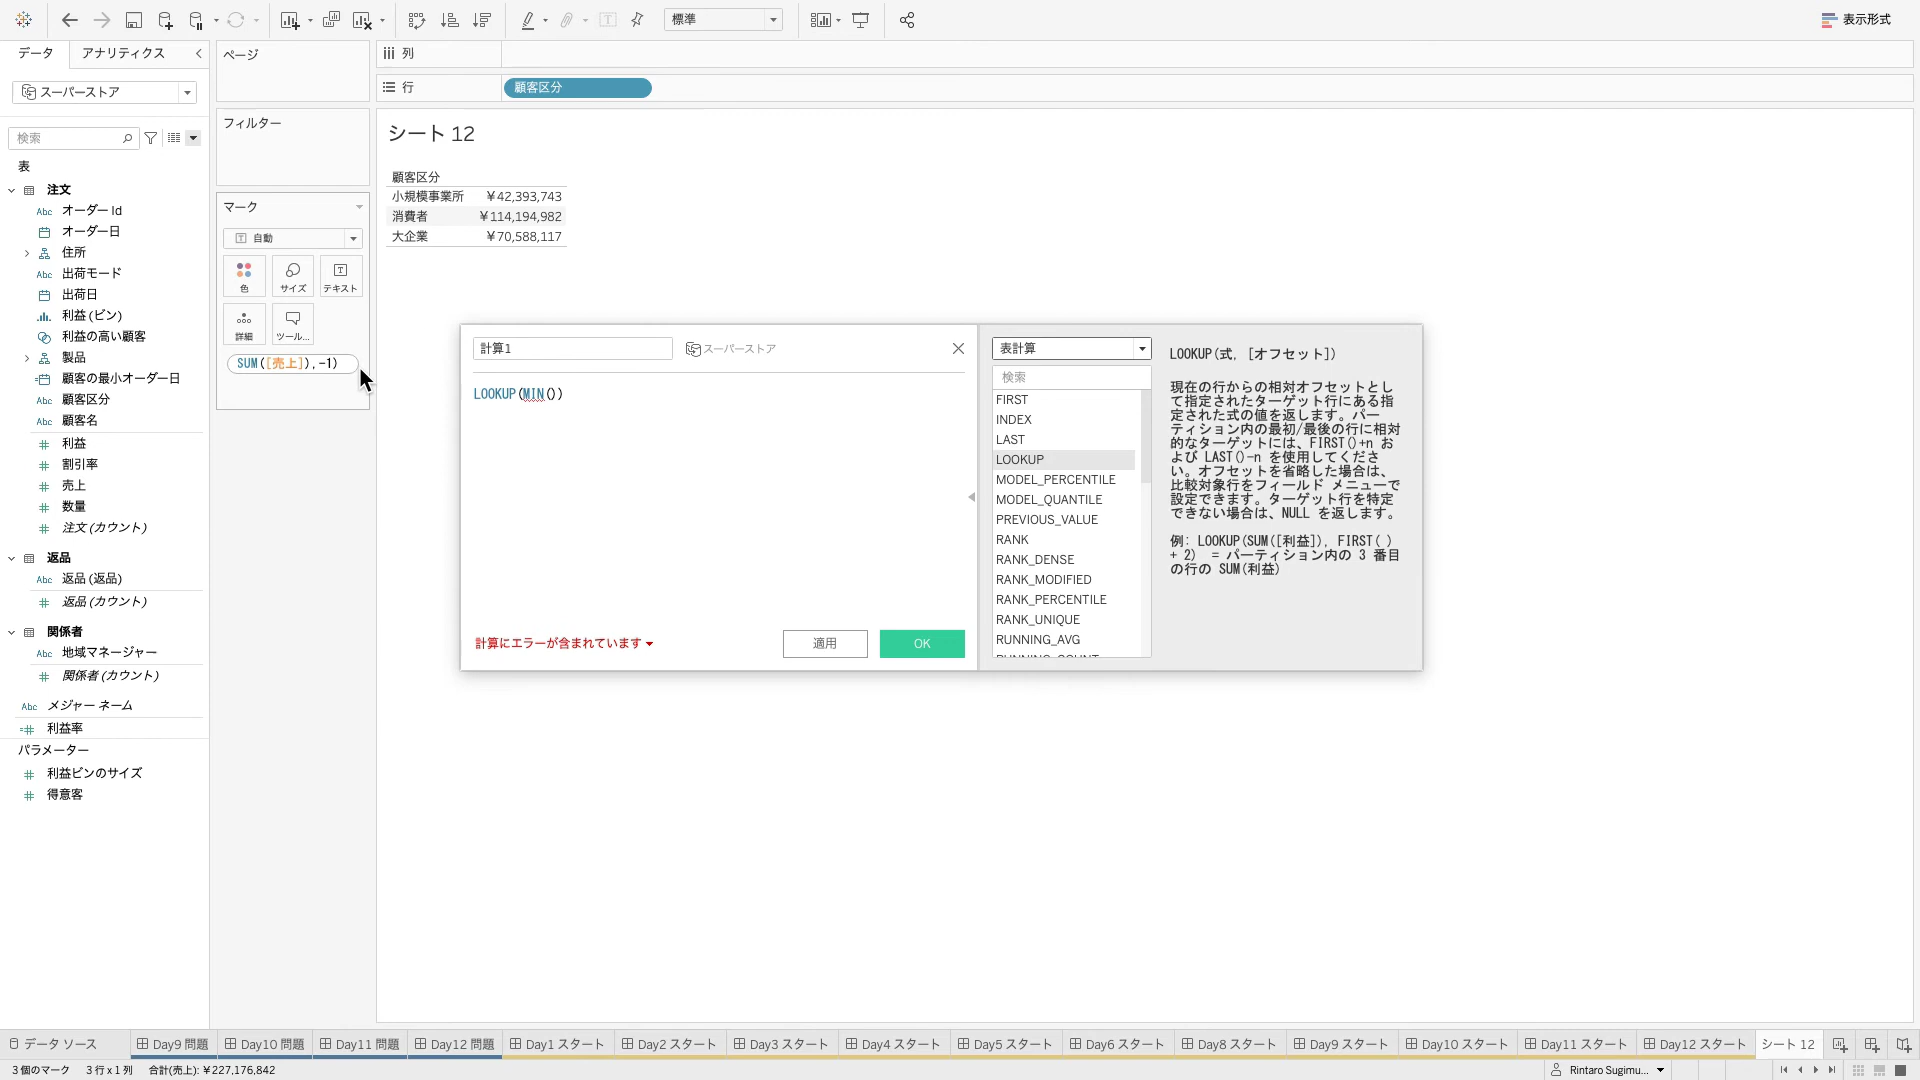 標準
表示形式
データ
アナリティクス
ページ
列
スーパーストア
行
顧客区分
フィルター
検索
シート 12
表
注文
オーダー Id
オーダー日
住所
出荷モード
出荷日
利益 (ビン)
利益の高い顧客
製品
顧客の最小オーダー日
顧客区分
顧客名
利益
割引率
売上
数量
注文 (カウント)
返品
返品 (返品)
返品 (カウント)
関係者
地域マネージャー
関係者 (カウント)
メジャー ネーム
利益率
パラメーター
利益ビンのサイズ
得意客
マーク
自動
色
サイズ
テキスト
詳細
ツール...
SUM([売上]),-1)
顧客区分
小規模事業所 ¥42,393,743
消費者 ¥114,194,982
大企業 ¥70,588,117
計算1
スーパーストア
LOOKUP(MIN())
計算にエラーが含まれています
適用
OK
表計算
検索
FIRST
INDEX
LAST
LOOKUP
MODEL_PERCENTILE
MODEL_QUANTILE
PREVIOUS_VALUE
RANK
RANK_DENSE
RANK_MODIFIED
RANK_PERCENTILE
RANK_UNIQUE
RUNNING_AVG
RUNNING_COUNT
LOOKUP(式, [オフセット])
現在の行からの相対オフセットとし
て指定されたターゲット行にある指
定された式の値を返します。パー
ティション内の最初/最後の行に相対
的なターゲットには、FIRST()+n お
よび LAST()-n を使用してくださ
い。オフセットを省略した場合は、
比較対象行をフィールド メニューで
設定できます。ターゲット行を特定
できない場合は、NULL を返します。
例: LOOKUP(SUM([利益]), FIRST( )
+ 2) = パーティション内の 3 番目
の行の SUM(利益)
データ ソース
Day9 問題
Day10 問題
Day11 問題
Day12 問題
Day1 スタート
Day2 スタート
Day3 スタート
Day4 スタート
Day5 スタート
Day6 スタート
Day8 スタート
Day9 スタート
Day10 スタート
Day11 スタート
Day12 スタート
シート 12
3 個のマーク
3 行 x 1 列
合計(売上): ¥227,176,842
Rintaro Sugimu...